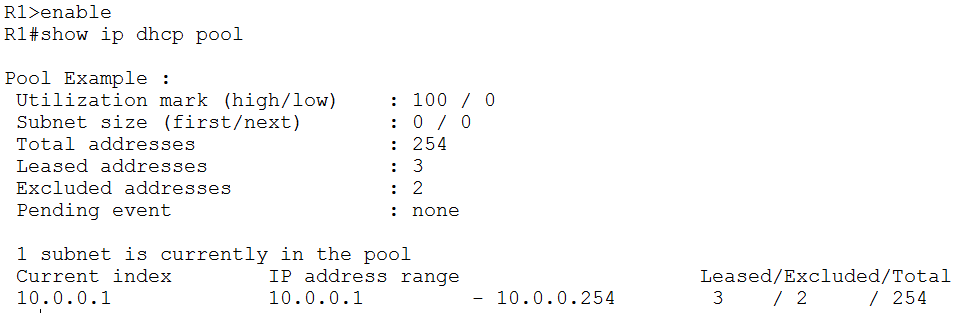 R1>enable
R1#show ip dhcp pool
Pool Example :
Utilization mark (high/low) : 100 / 0
Subnet size (first/next) : 0 / 0
Total addresses : 254
Leased addresses : 3
Excluded addresses : 2
Pending event : none
1 subnet is currently in the pool
Current index IP address range Leased/Excluded/Total
10.0.0.1 10.0.0.1 - 10.0.0.254 3 / 2 / 254